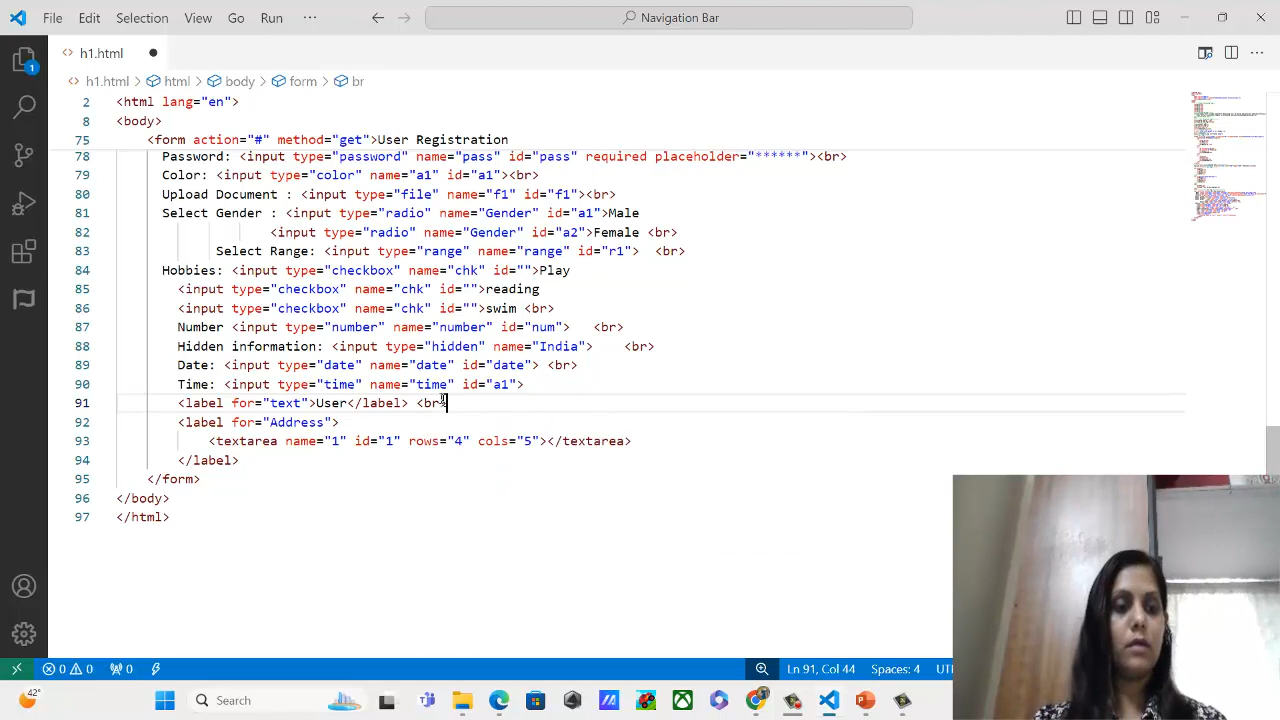 File Edit Selection View Go Run ··· Navigation Bar
h1.html
h1.html html body form br
2 <html lang="en">
8 <body>
75 <form action="#" method="get">User Registration
78 Password: <input type="password" name="pass" id="pass" required placeholder="******"><br>
79 Color: <input type="color" name="a1" id="a1"><br>
80 Upload Document : <input type="file" name="f1" id="f1"><br>
81 Select Gender : <input type="radio" name="Gender" id="a1">Male
82 <input type="radio" name="Gender" id="a2">Female <br>
83 Select Range: <input type="range" name="range" id="r1"> <br>
84 Hobbies: <input type="checkbox" name="chk" id="">Play
85 <input type="checkbox" name="chk" id="">reading
86 <input type="checkbox" name="chk" id="">swim <br>
87 Number <input type="number" name="number" id="num"> <br>
88 Hidden information: <input type="hidden" name="India"> <br>
89 Date: <input type="date" name="date" id="date"> <br>
90 Time: <input type="time" name="time" id="a1">
91 <label for="text">User</label> <br>
92 <label for="Address">
93 <textarea name="1" id="1" rows="4" cols="5"></textarea>
94 </label>
95 </form>
96 </body>
97 </html>
1
0 0 0 Ln 91, Col 44 Spaces: 4
42° Search